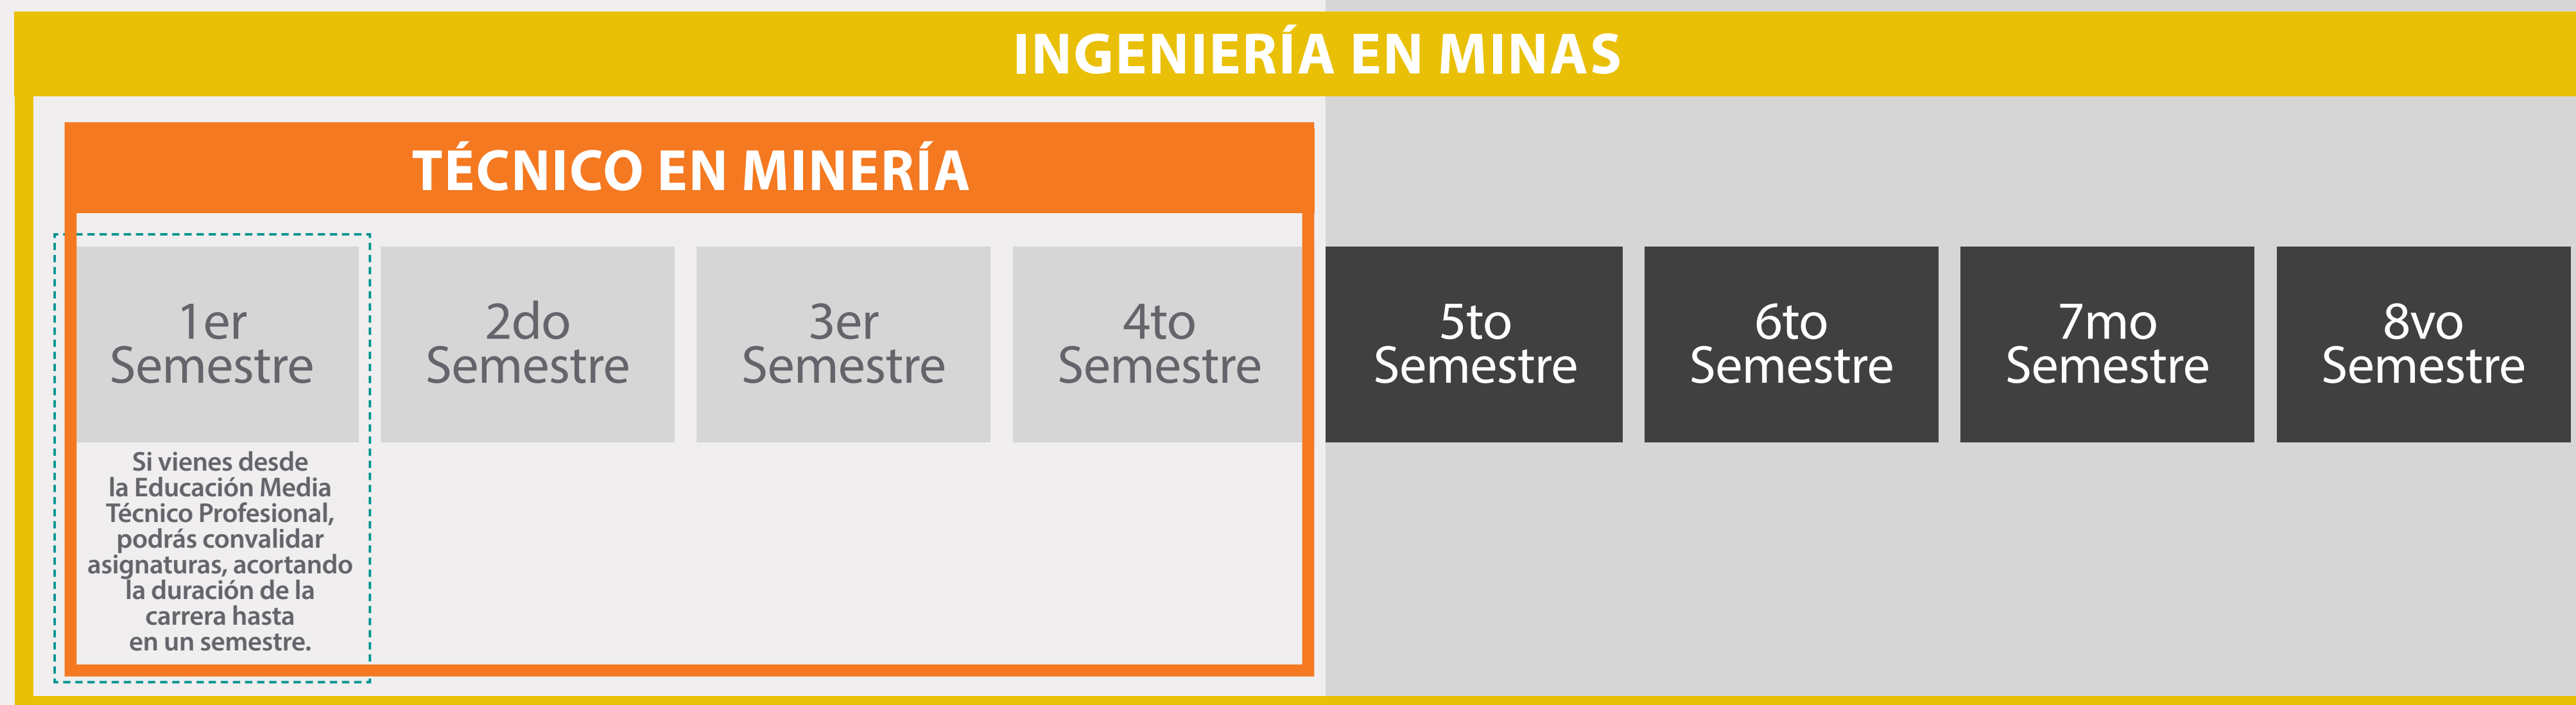 INGENIERÍA EN MINAS
TÉCNICO EN MINERÍA
1er
Semestre
2do
Semestre
3er
Semestre
4to
Semestre
5to
Semestre
6to
Semestre
7mo
Semestre
8vo
Semestre
Si vienes desde
la Educación Media
Técnico Profesional,
podrás convalidar
asignaturas, acortando
la duración de la
carrera hasta
en un semestre.